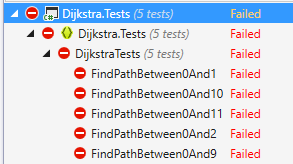 Dijkstra.Tests (5 tests) Failed
Dijkstra.Tests (5 tests) Failed
DijkstraTests (5 tests) Failed
FindPathBetween0And1 Failed
FindPathBetween0And10 Failed
FindPathBetween0And11 Failed
FindPathBetween0And2 Failed
FindPathBetween0And9 Failed